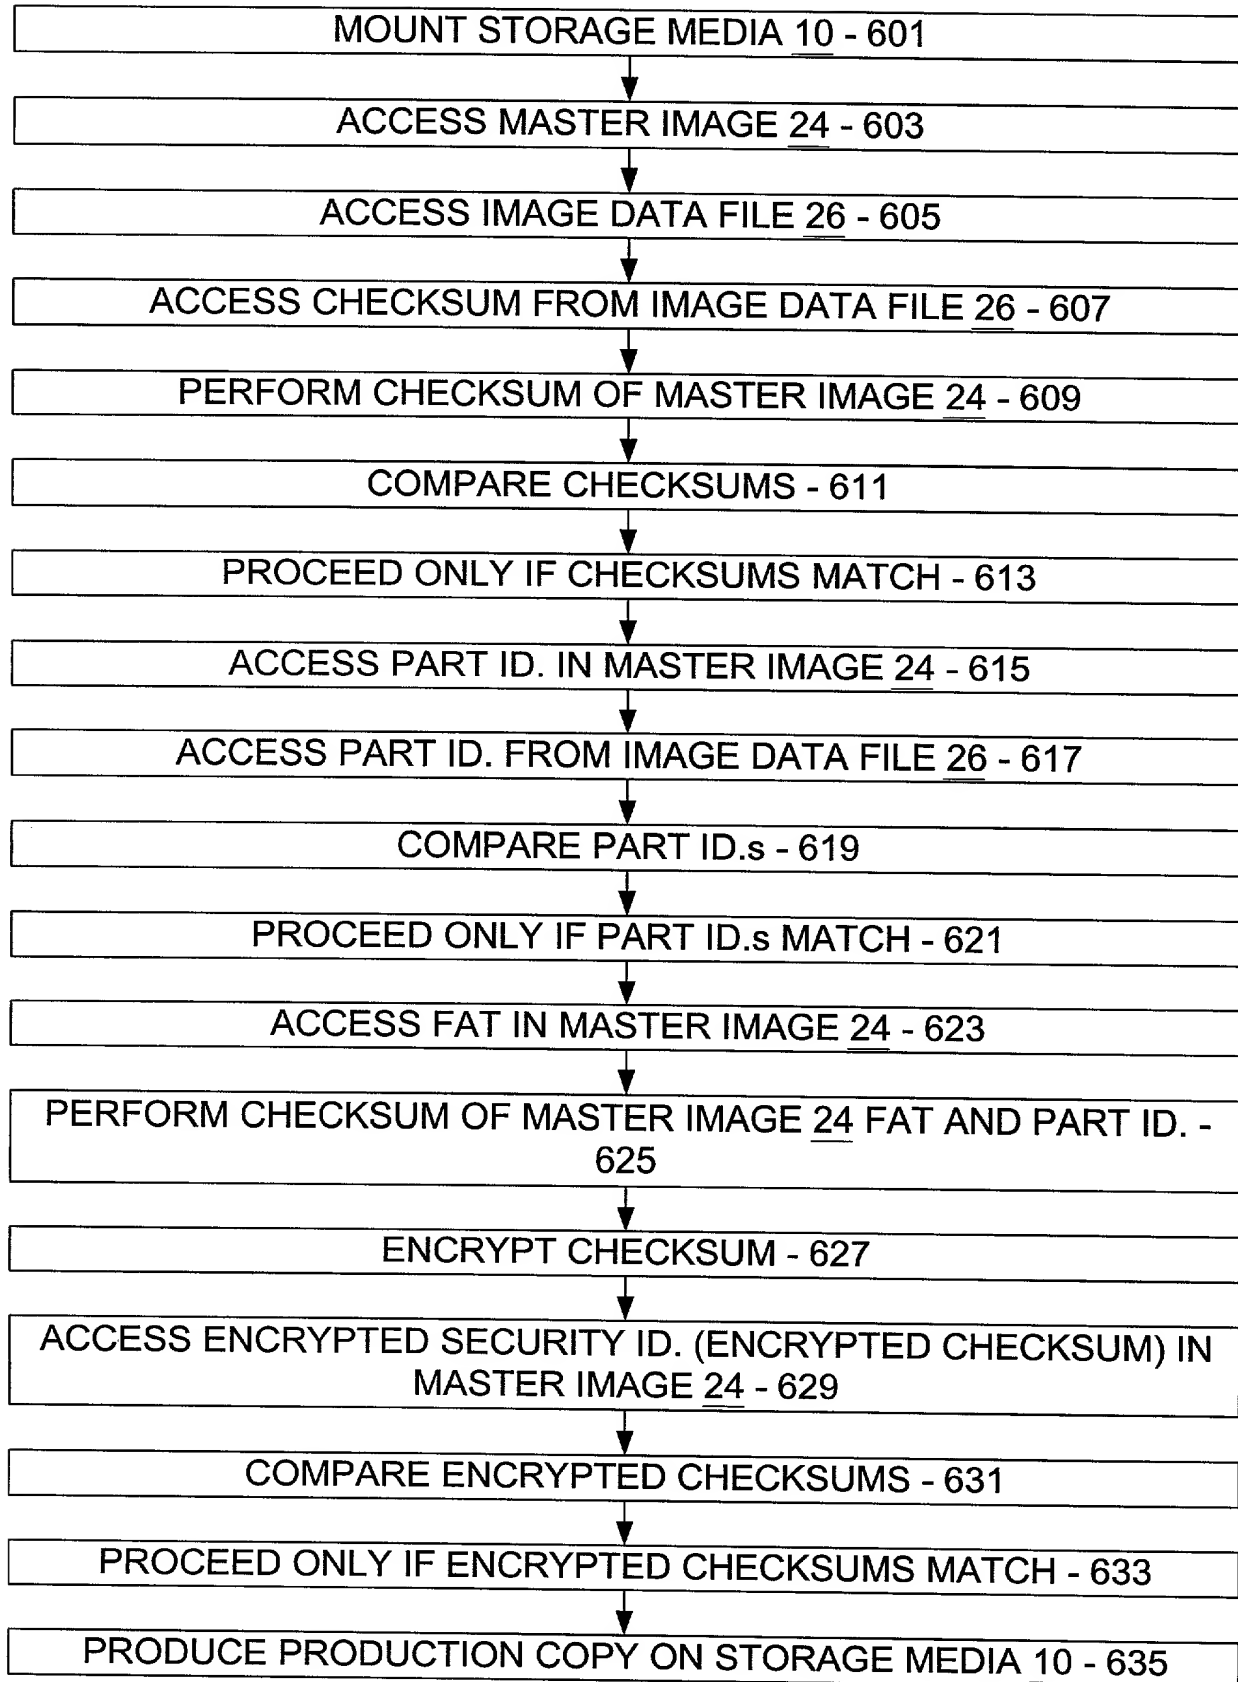 MOUNT STORAGE MEDIA 10 - 601
ACCESS MASTER IMAGE 24 - 603
ACCESS IMAGE DATA FILE 26 - 605
ACCESS CHECKSUM FROM IMAGE DATA FILE 26 - 607
PERFORM CHECKSUM OF MASTER IMAGE 24 - 609
COMPARE CHECKSUMS - 611
PROCEED ONLY IF CHECKSUMS MATCH - 613
ACCESS PART ID. IN MASTER IMAGE 24 - 615
ACCESS PART ID. FROM IMAGE DATA FILE 26 - 617
COMPARE PART ID.s - 619
PROCEED ONLY IF PART ID.s MATCH - 621
ACCESS FAT IN MASTER IMAGE 24 - 623
PERFORM CHECKSUM OF MASTER IMAGE 24 FAT AND PART ID. -
625
ENCRYPT CHECKSUM - 627
ACCESS ENCRYPTED SECURITY ID. (ENCRYPTED CHECKSUM) IN
MASTER IMAGE 24 - 629
COMPARE ENCRYPTED CHECKSUMS - 631
PROCEED ONLY IF ENCRYPTED CHECKSUMS MATCH - 633
PRODUCE PRODUCTION COPY ON STORAGE MEDIA 10 - 635